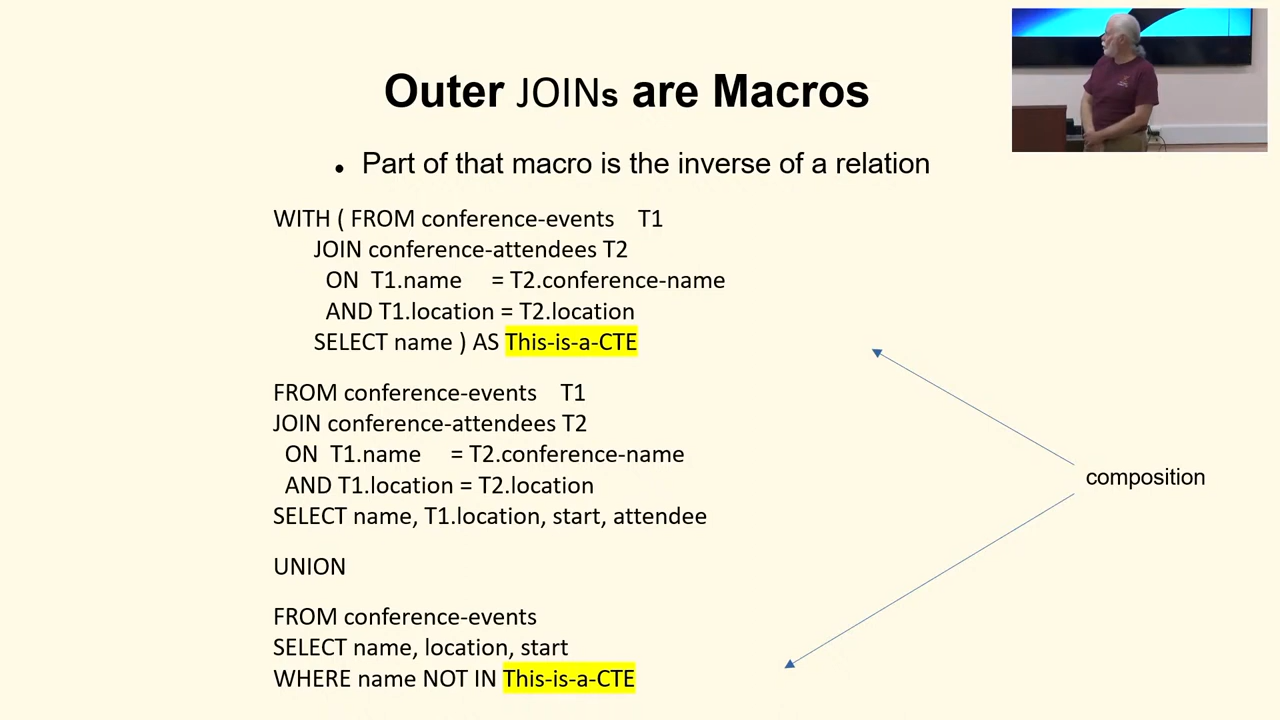 Outer JOINs are Macros
• Part of that macro is the inverse of a relation
WITH ( FROM conference-events T1
JOIN conference-attendees T2
ON T1.name = T2.conference-name
AND T1.location = T2.location
SELECT name ) AS This-is-a-CTE
FROM conference-events T1
JOIN conference-attendees T2
ON T1.name = T2.conference-name
AND T1.location = T2.location
SELECT name, T1.location, start, attendee
UNION
FROM conference-events
SELECT name, location, start
WHERE name NOT IN This-is-a-CTE
composition